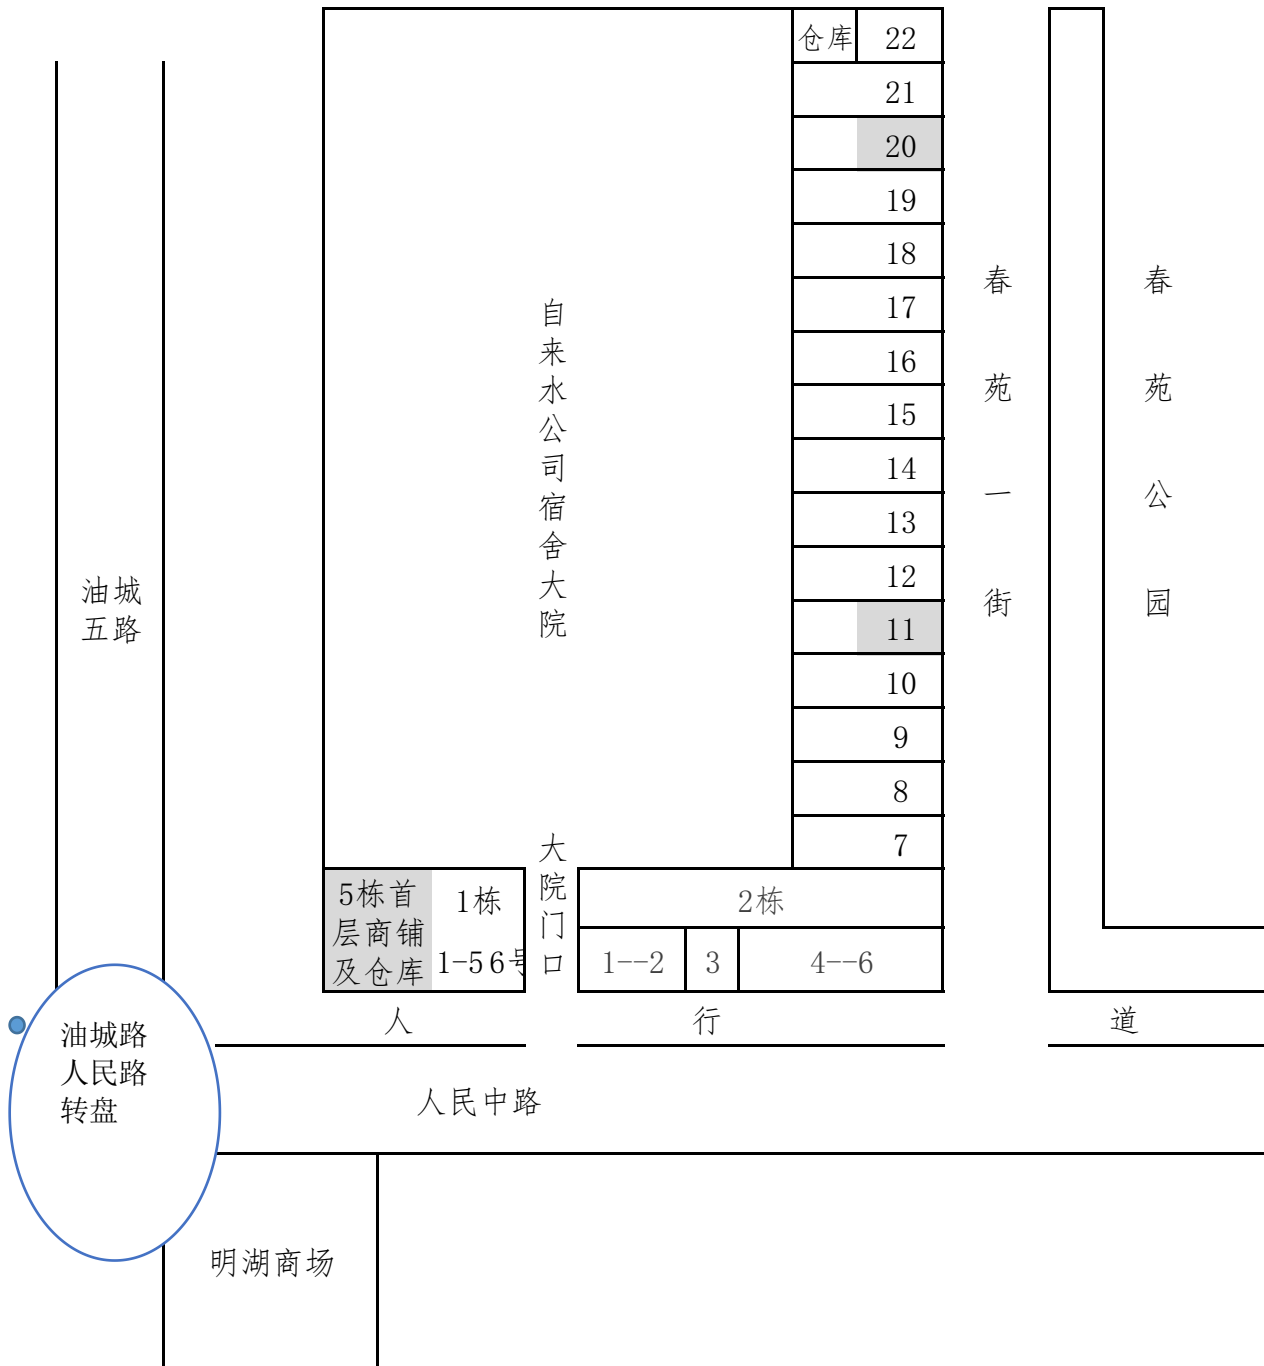 仓库 22
21
20
19
18
17
16
15
14
13
12
11
10
9
8
7
自来水公司宿舍大院
春苑一街
春苑公园
油城
五路
大院门口
5栋首
层商铺
及仓库
1栋
1-56号
2栋
1--2 3 4--6
人 行 道
油城路
人民路
转盘
人民中路
明湖商场